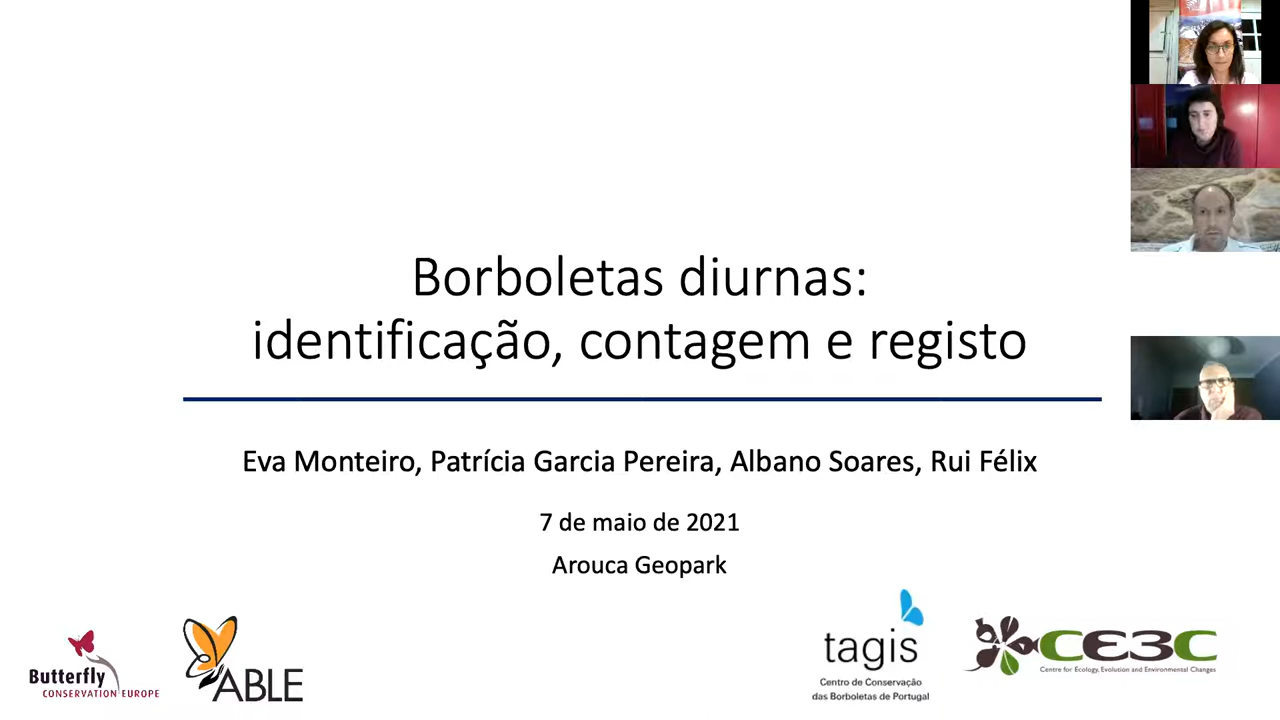 Borboletas diurnas:
identificação, contagem e registo
Eva Monteiro, Patrícia Garcia Pereira, Albano Soares, Rui Félix
7 de maio de 2021
Arouca Geopark
Butterfly
CONSERVATION EUROPE
ABLE
tagis
Centro de Conservação
das Borboletas de Portugal
CE3C
Centre for Ecology, Evolution and Environmental Changes